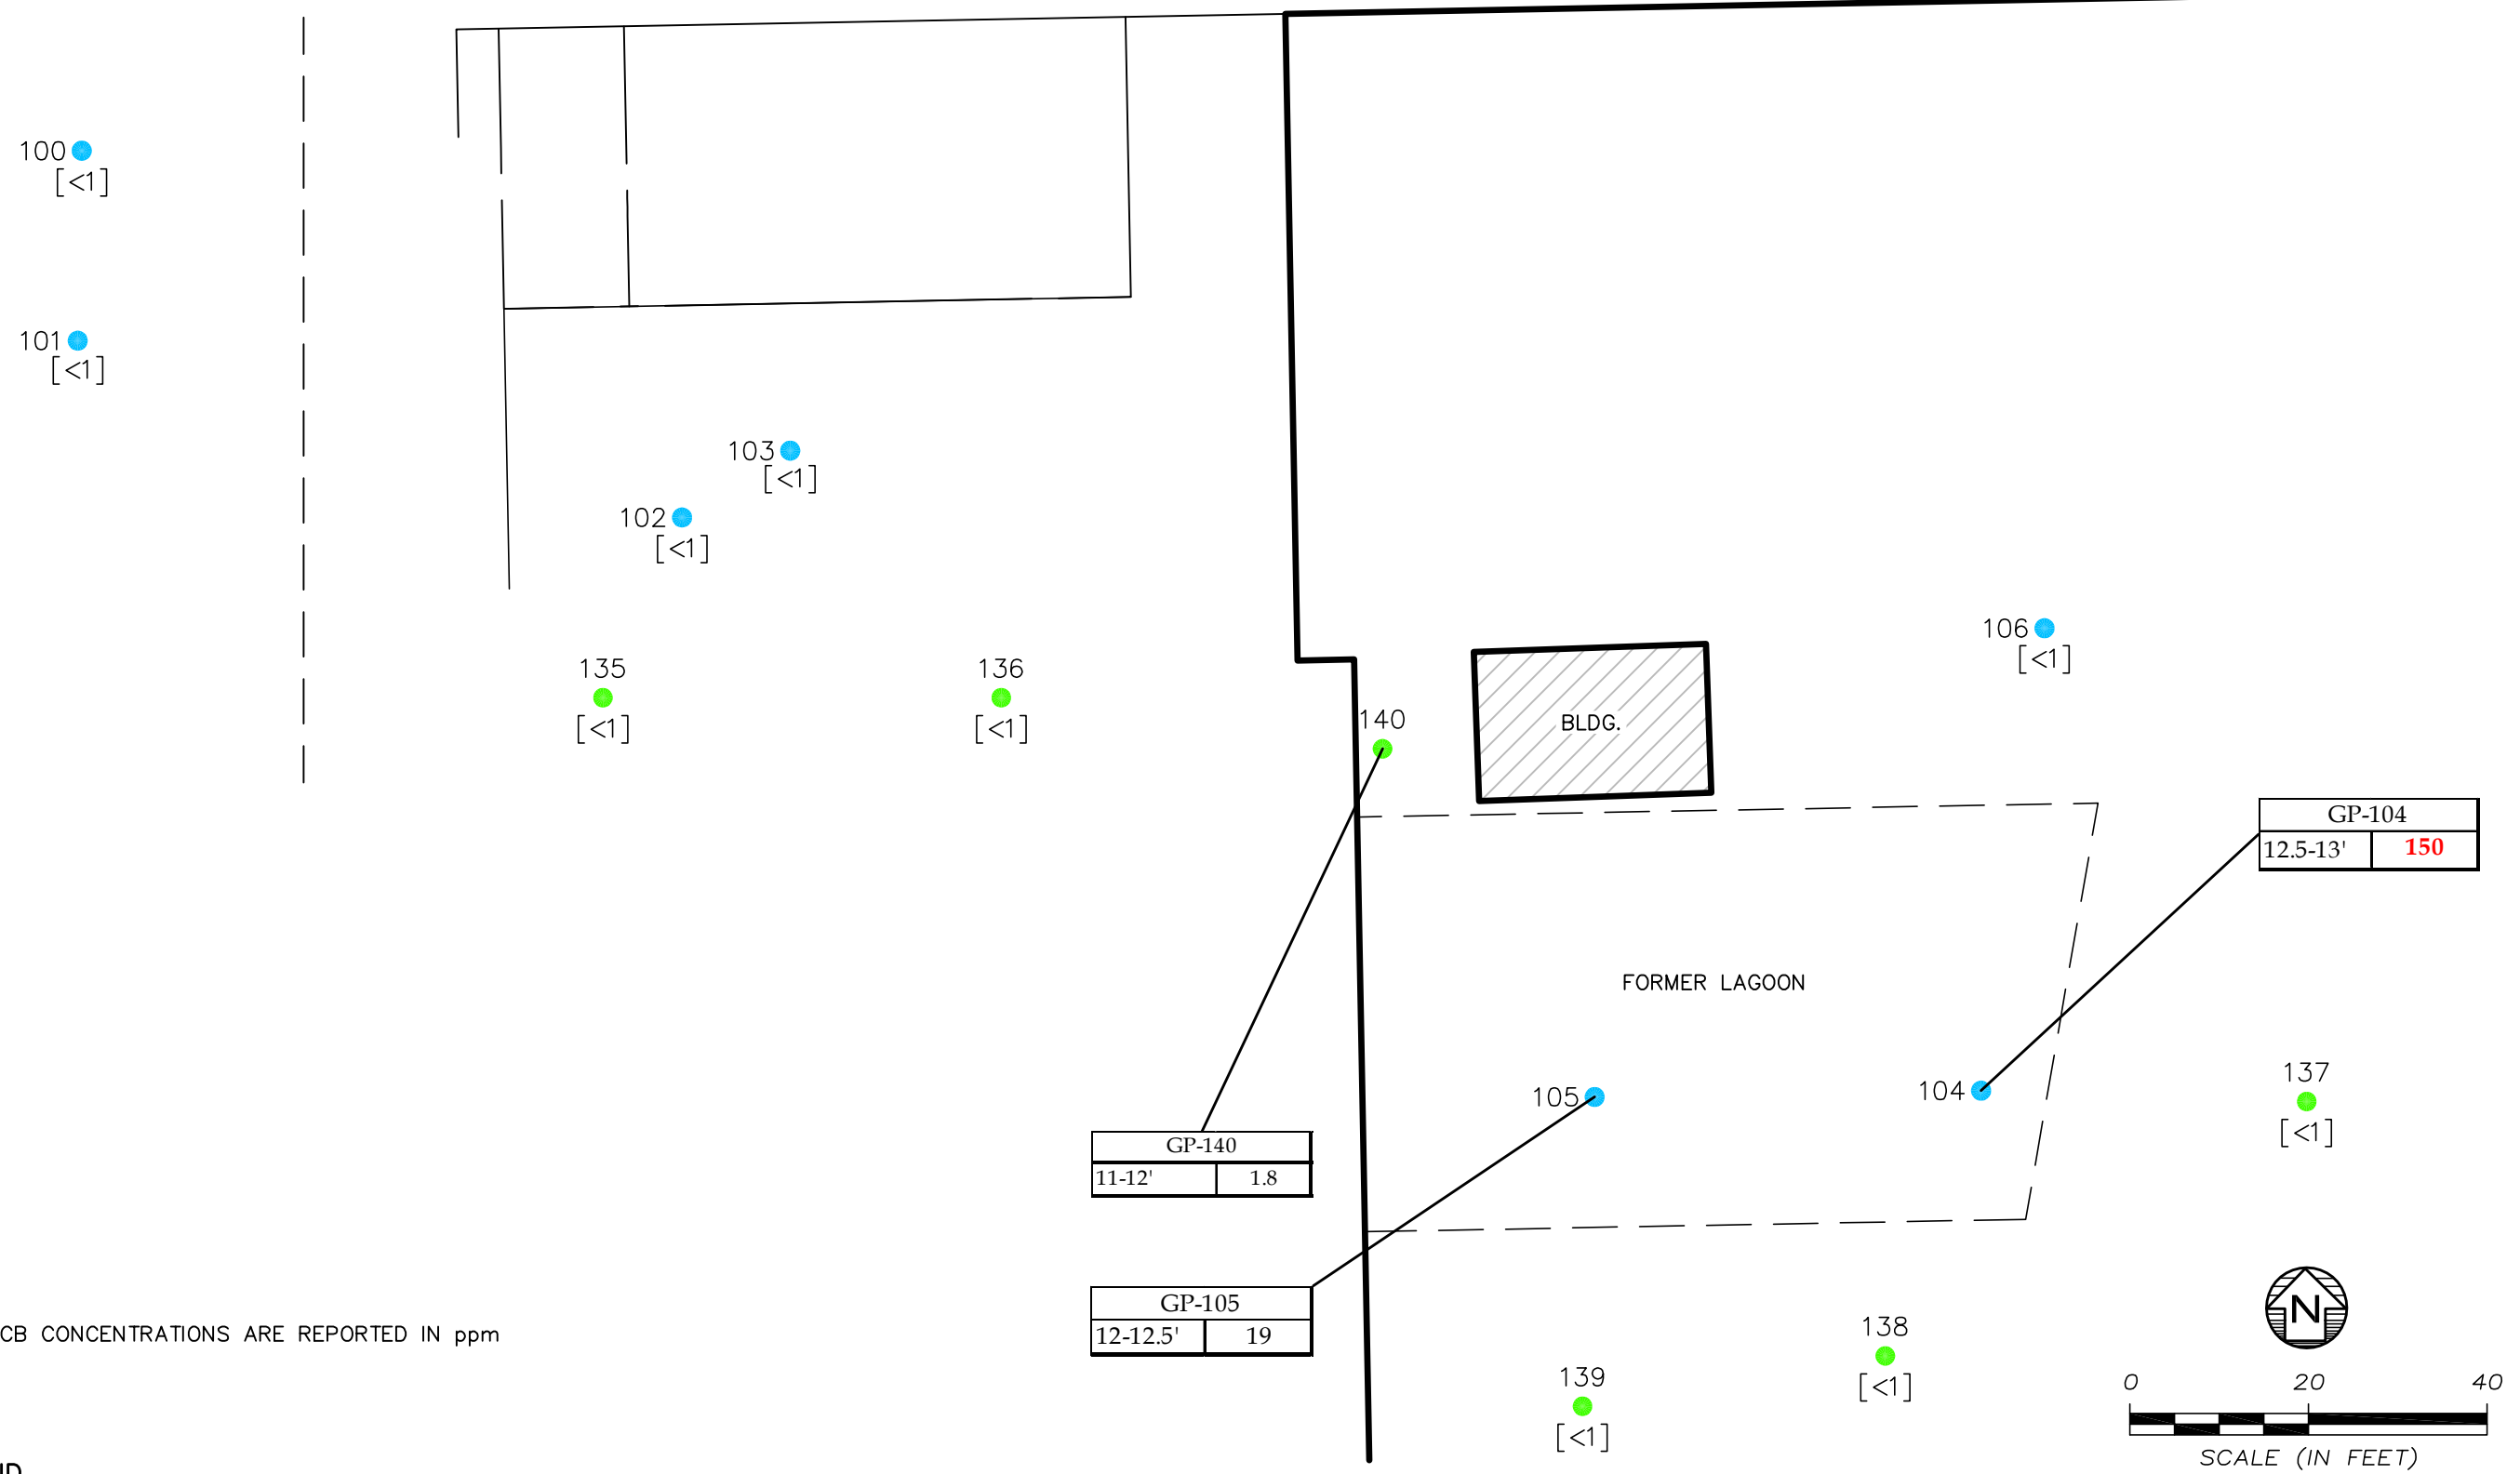 100
[<1]
101
[<1]
103
[<1]
102
[<1]
106
[<1]
135
[<1]
136
[<1]
140
BLDG.
GP-104
12.5-13' 150
FORMER LAGOON
105
104
137
[<1]
GP-140
11-12' 1.8
GP-105
12-12.5' 19
CB CONCENTRATIONS ARE REPORTED IN ppm
138
[<1]
139
[<1]
N
0 20 40
SCALE (IN FEET)